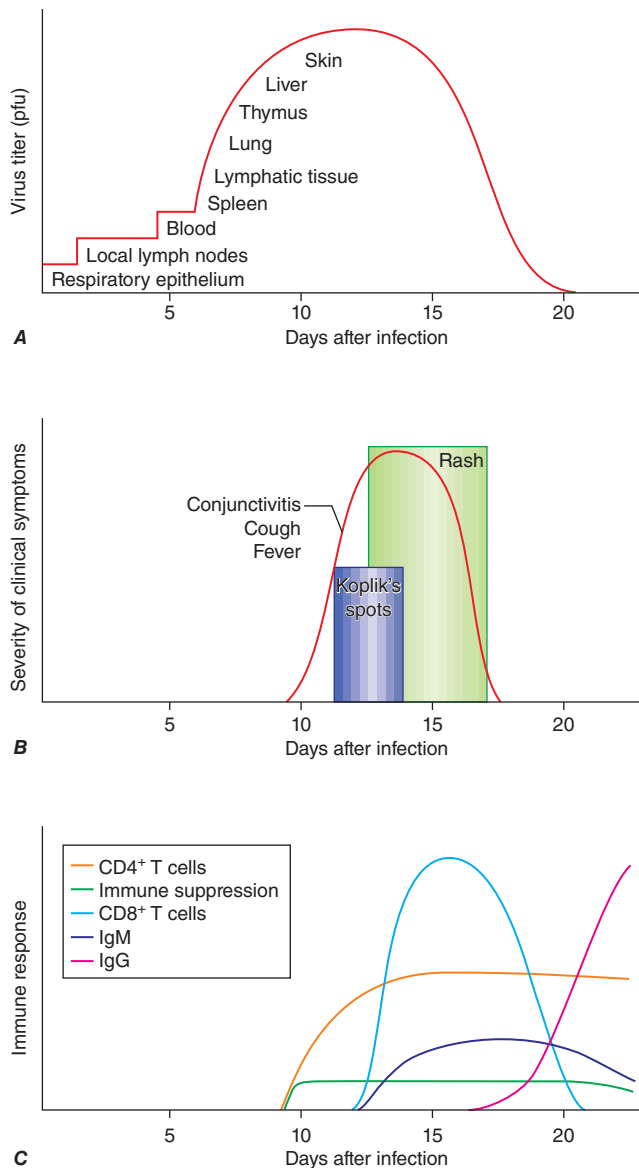 Virus titer (pfu)
Skin
Liver
Thymus
Lung
Lymphatic tissue
Spleen
Blood
Local lymph nodes
Respiratory epithelium
5 10 15 20
A
Days after infection
Severity of clinical symptoms
Rash
Conjunctivitis
Cough
Fever
Koplik's
spots
5 10 15 20
B
Days after infection
Immune response
CD4+ T cells
Immune suppression
CD8+ T cells
IgM
IgG
5 10 15 20
C
Days after infection